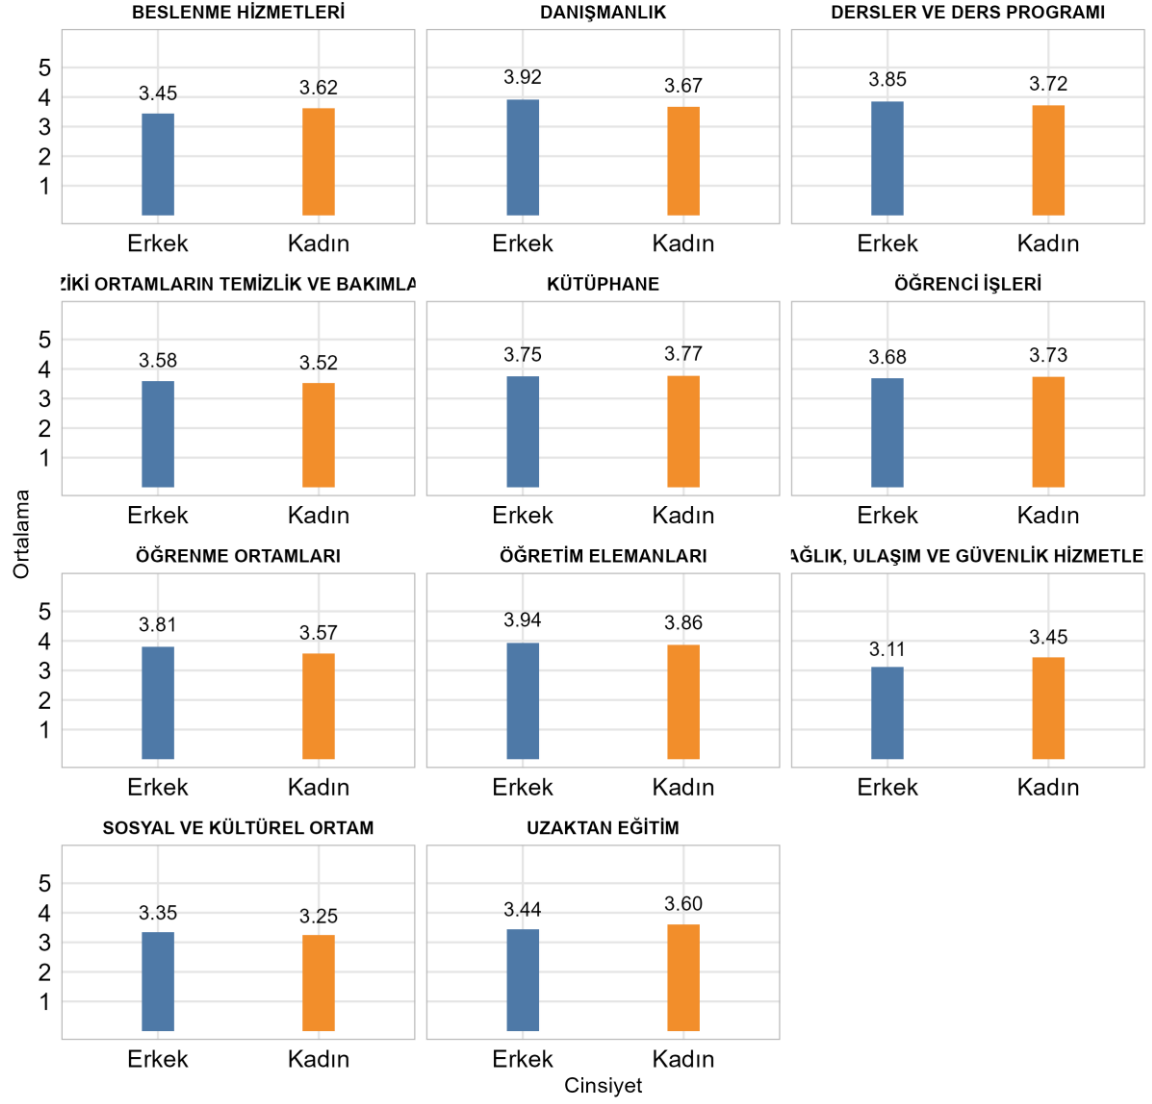 BESLENME HİZMETLERİ
DANIŞMANLIK
DERSLER VE DERS PROGRAMI
5
4
3
2
1
3.45
3.62
3.92
3.67
3.85
3.72
Erkek Kadın
Erkek Kadın
Erkek Kadın
ZİKİ ORTAMLARIN TEMİZLİK VE BAKIMLA
KÜTÜPHANE
ÖĞRENCİ İŞLERİ
5
4
3
2
1
3.58
3.52
3.75
3.77
3.68
3.73
Erkek Kadın
Erkek Kadın
Erkek Kadın
Ortalama
ÖĞRENME ORTAMLARI
ÖĞRETİM ELEMANLARI
AĞLIK, ULAŞIM VE GÜVENLİK HİZMETLE
5
4
3
2
1
3.81
3.57
3.94
3.86
3.11
3.45
Erkek Kadın
Erkek Kadın
Erkek Kadın
SOSYAL VE KÜLTÜREL ORTAM
UZAKTAN EĞİTİM
5
4
3
2
1
3.35
3.25
3.44
3.60
Erkek Kadın
Erkek Kadın
Cinsiyet